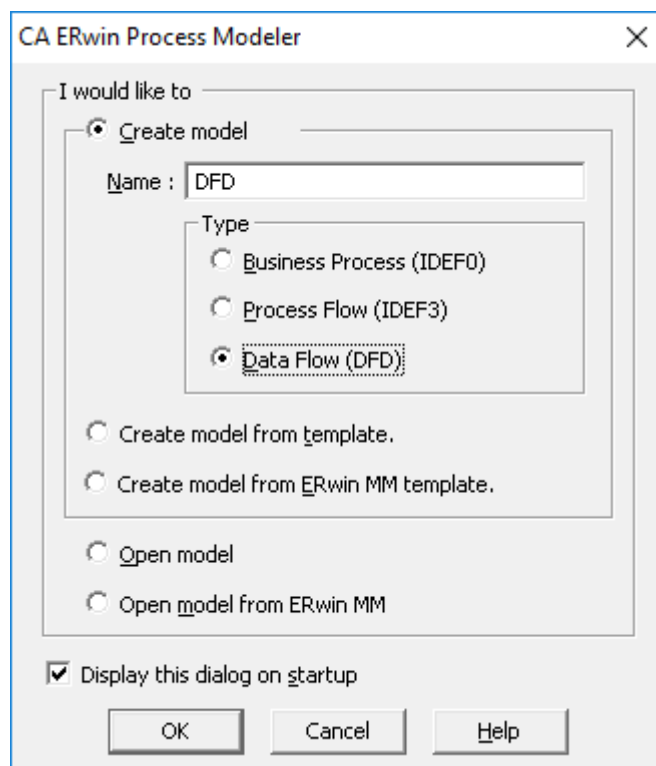 CA ERwin Process Modeler
I would like to
Create model
Name : DFD
Type
Business Process (IDEF0)
Process Flow (IDEF3)
Data Flow (DFD)
Create model from template.
Create model from ERwin MM template.
Open model
Open model from ERwin MM
Display this dialog on startup
OK Cancel Help